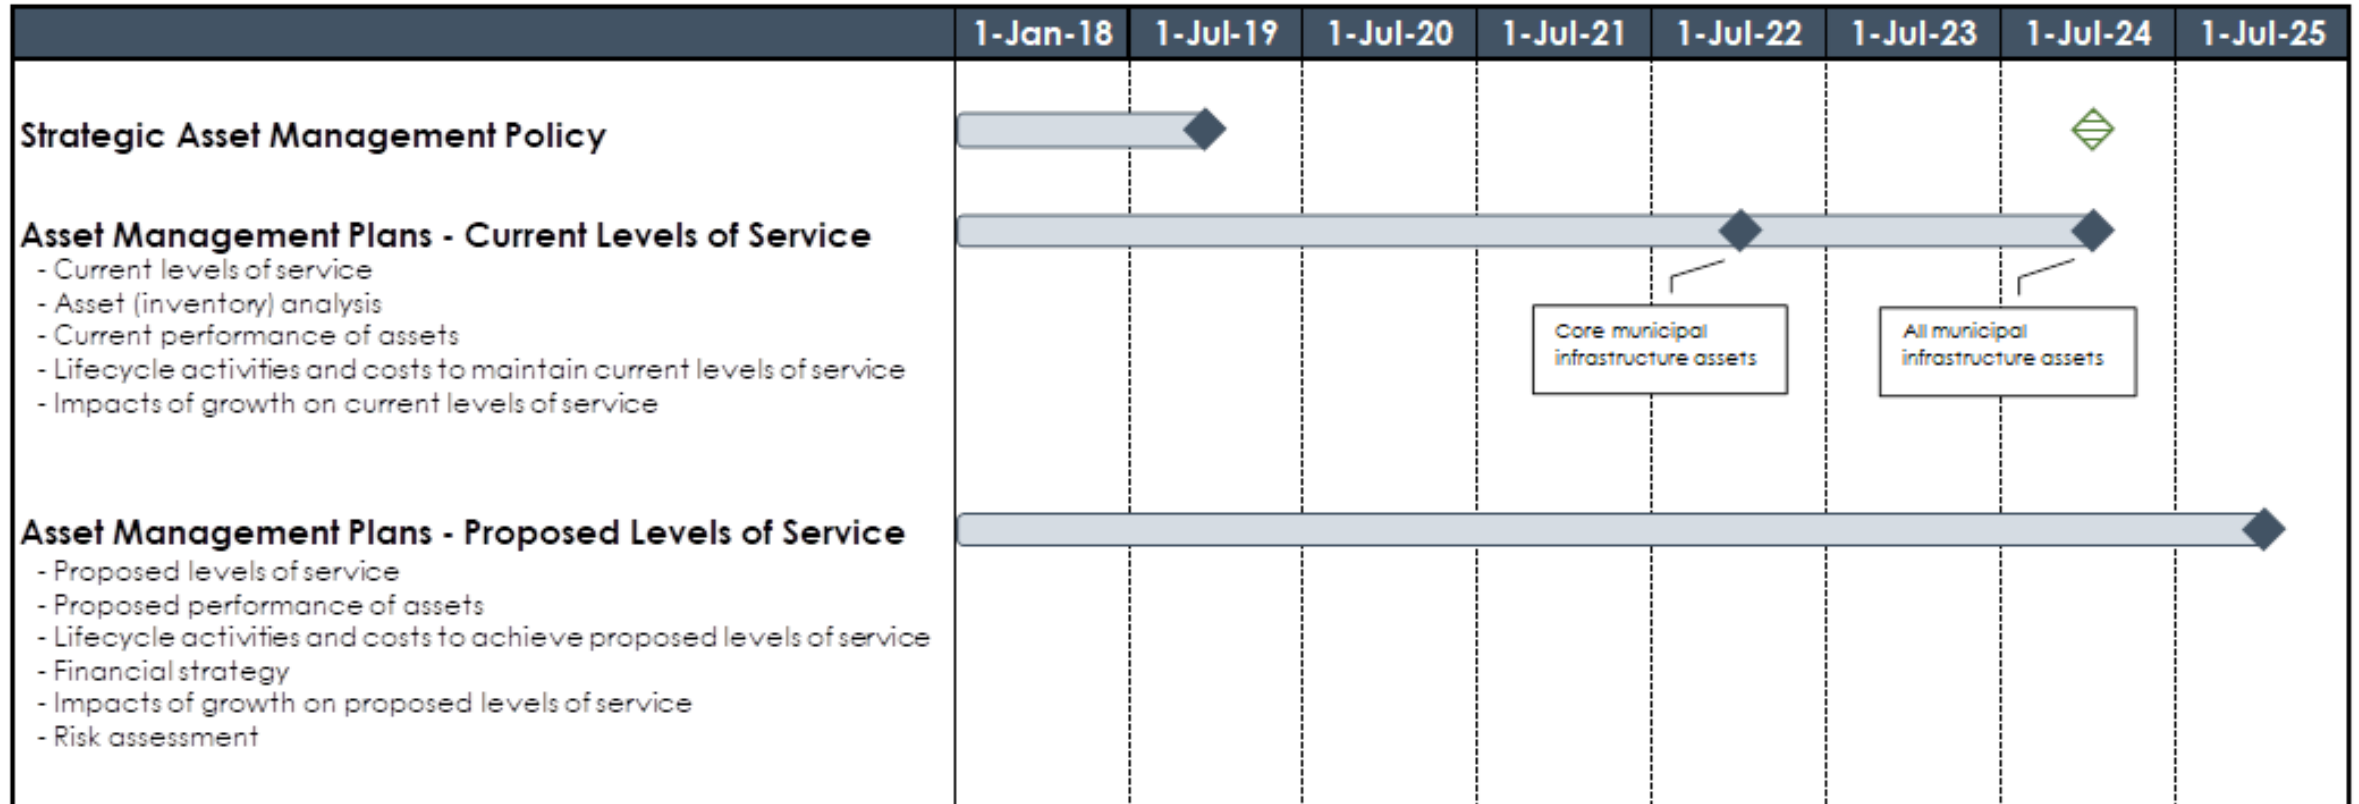 1-Jan-18 1-Jul-19 1-Jul-20 1-Jul-21 1-Jul-22 1-Jul-23 1-Jul-24 1-Jul-25
Strategic Asset Management Policy
Asset Management Plans - Current Levels of Service
- Current levels of service
- Asset (inventory) analysis
- Current performance of assets
- Lifecycle activities and costs to maintain current levels of service
- Impacts of growth on current levels of service
Core municipal
infrastructure assets
All municipal
infrastructure assets
Asset Management Plans - Proposed Levels of Service
- Proposed levels of service
- Proposed performance of assets
- Lifecycle activities and costs to achieve proposed levels of service
- Financial strategy
- Impacts of growth on proposed levels of service
- Risk assessment